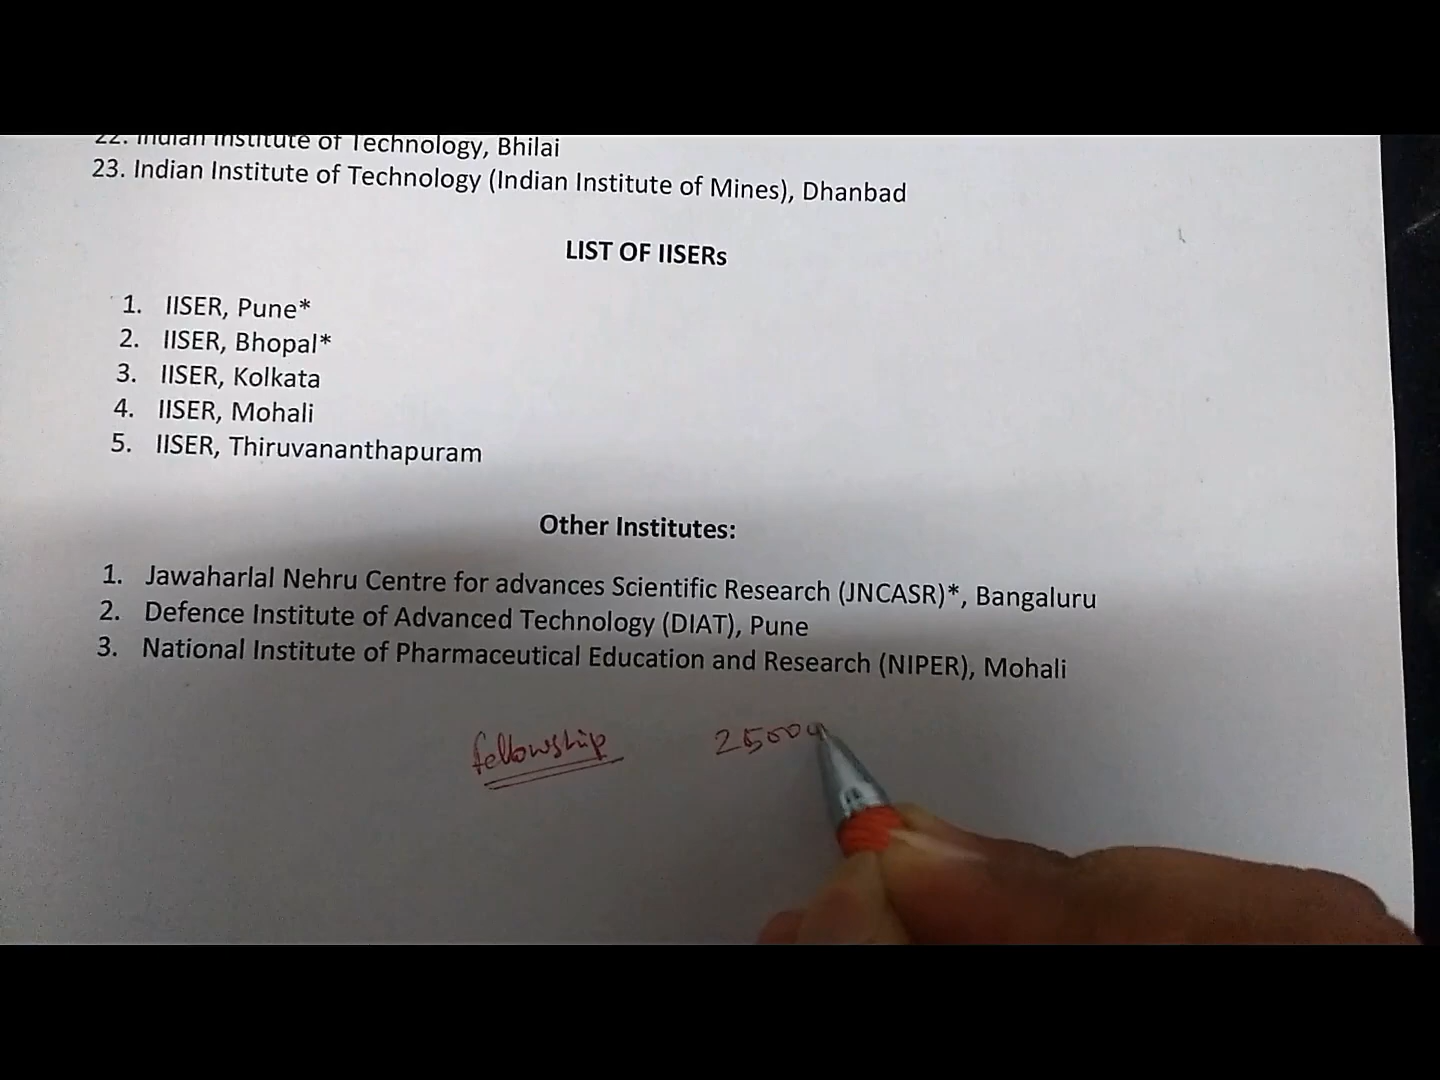 22. Indian Institute of Technology, Bhilai
23. Indian Institute of Technology (Indian Institute of Mines), Dhanbad
LIST OF IISERs
1. IISER, Pune*
2. IISER, Bhopal*
3. IISER, Kolkata
4. IISER, Mohali
5. IISER, Thiruvananthapuram
Other Institutes:
1. Jawaharlal Nehru Centre for advances Scientific Research (JNCASR)*, Bangaluru
2. Defence Institute of Advanced Technology (DIAT), Pune
3. National Institute of Pharmaceutical Education and Research (NIPER), Mohali
fellowship 25000